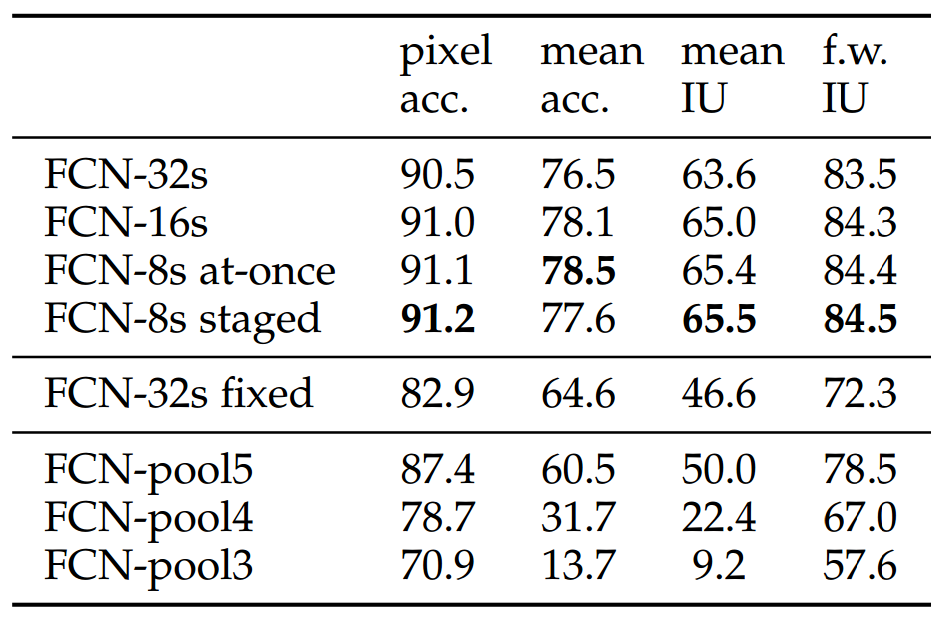 pixel mean mean f.w.
acc. acc. IU IU
FCN-32s 90.5 76.5 63.6 83.5
FCN-16s 91.0 78.1 65.0 84.3
FCN-8s at-once 91.1 78.5 65.4 84.4
FCN-8s staged 91.2 77.6 65.5 84.5
FCN-32s fixed 82.9 64.6 46.6 72.3
FCN-pool5 87.4 60.5 50.0 78.5
FCN-pool4 78.7 31.7 22.4 67.0
FCN-pool3 70.9 13.7 9.2 57.6